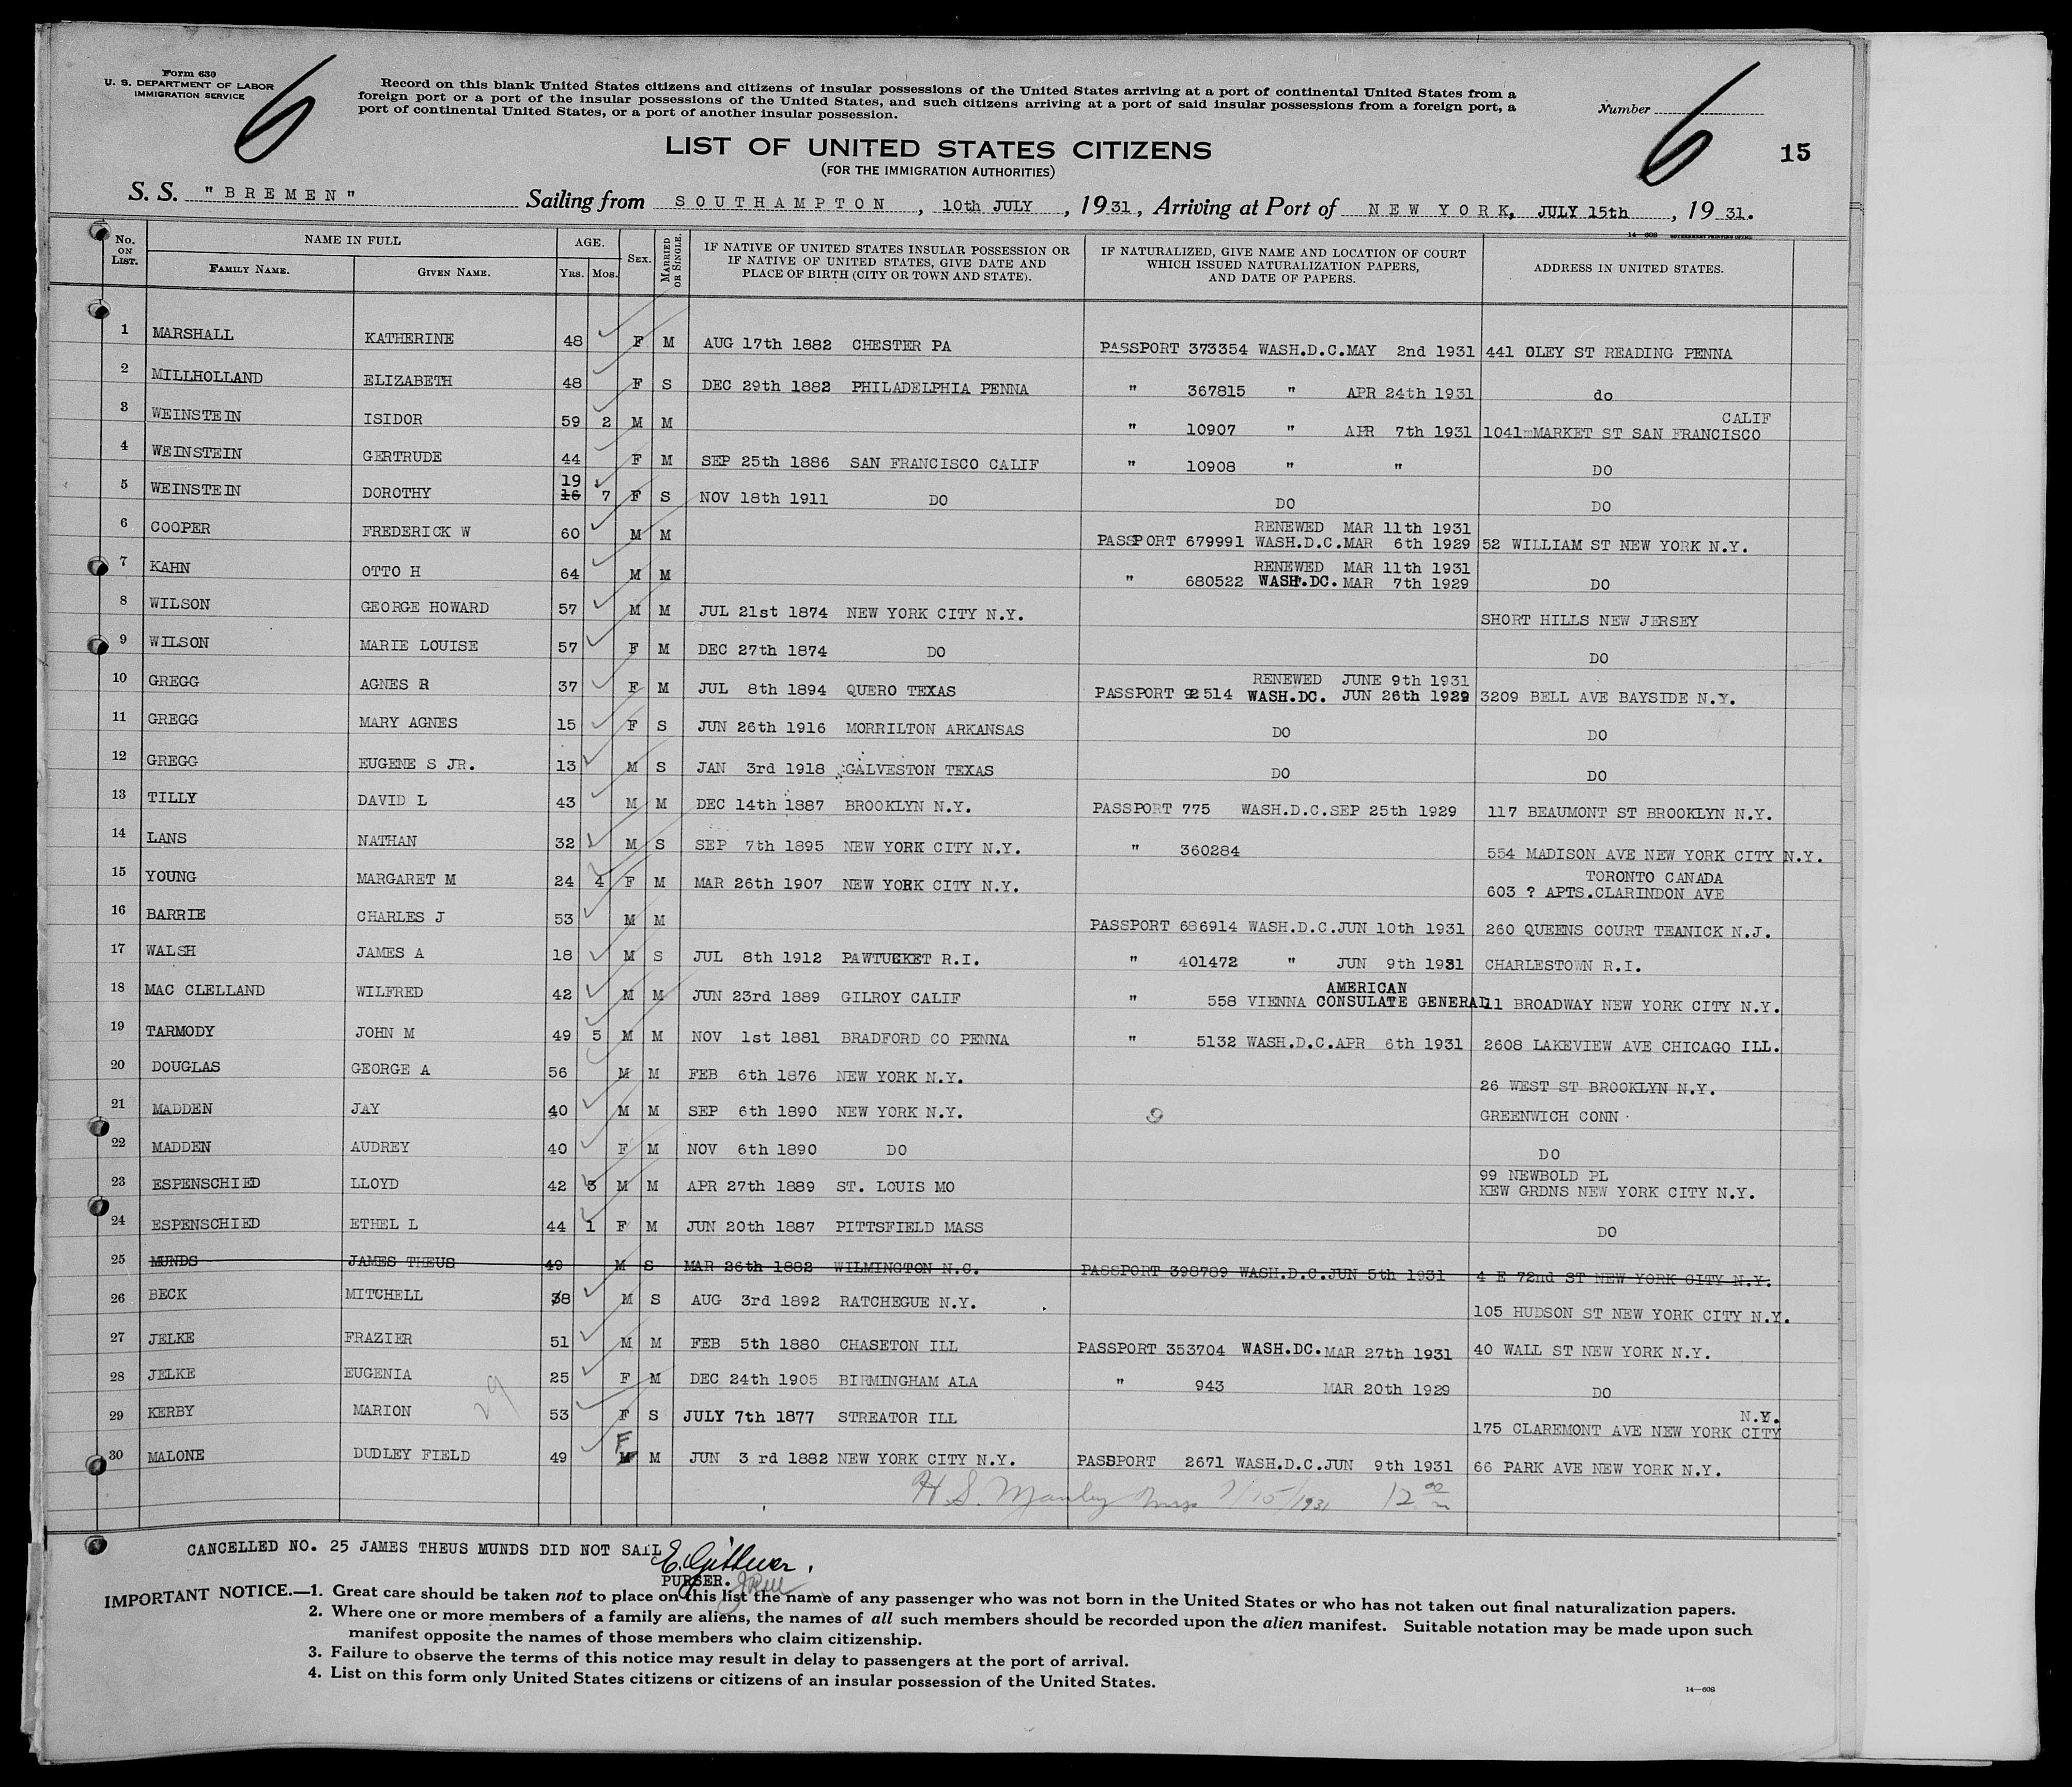 Form 630
U. S. DEPARTMENT OF LABOR
IMMIGRATION SERVICE
6
Record on this blank United States citizens and citizens of insular possessions of the United States arriving at a port of continental United States from a
foreign port or a port of the insular possessions of the United States, and such citizens arriving at a port of said insular possessions from a foreign port, a
port of continental United States, or a port of another insular possession.
Number
6
15
LIST OF UNITED STATES CITIZENS
(FOR THE IMMIGRATION AUTHORITIES)
S. S. "BREMEN" Sailing from SOUTHAMPTON, 10th JULY, 1931, Arriving at Port of NEW YORK, JULY 15th, 1931.
14—608 GOVERNMENT PRINTING OFFICE
No. ON LIST. NAME IN FULL FAMILY NAME. GIVEN NAME. AGE. YRS. MOS. SEX. MARRIED OR SINGLE. IF NATIVE OF UNITED STATES INSULAR POSSESSION OR IF NATIVE OF UNITED STATES, GIVE DATE AND PLACE OF BIRTH (CITY OR TOWN AND STATE). IF NATURALIZED, GIVE NAME AND LOCATION OF COURT WHICH ISSUED NATURALIZATION PAPERS, AND DATE OF PAPERS. ADDRESS IN UNITED STATES.
1 MARSHALL KATHERINE 48 F M AUG 17th 1882 CHESTER PA PASSPORT 373354 WASH.D.C.MAY 2nd 1931 441 OLEY ST READING PENNA
2 MILLHOLLAND ELIZABETH 48 F S DEC 29th 1882 PHILADELPHIA PENNA " 367815 " APR 24th 1931 do
CALIF
3 WEINSTEIN ISIDOR 59 2 M M " 10907 " APR 7th 1931 1041 MARKET ST SAN FRANCISCO
4 WEINSTEIN GERTRUDE 44 F M SEP 25th 1886 SAN FRANCISCO CALIF " 10908 " " DO
19
5 WEINSTEIN DOROTHY 16 7 F S NOV 18th 1911 DO DO DO
RENEWED MAR 11th 1931
6 COOPER FREDERICK W 60 M M PASSPORT 679991 WASH.D.C.MAR 6th 1929 52 WILLIAM ST NEW YORK N.Y.
RENEWED MAR 11th 1931
7 KAHN OTTO H 64 M M " 680522 WASH.DC. MAR 7th 1929 DO
8 WILSON GEORGE HOWARD 57 M M JUL 21st 1874 NEW YORK CITY N.Y. SHORT HILLS NEW JERSEY
9 WILSON MARIE LOUISE 57 F M DEC 27th 1874 DO DO
RENEWED JUNE 9th 1931
10 GREGG AGNES R 37 F M JUL 8th 1894 QUERO TEXAS PASSPORT 92514 WASH.DC. JUN 26th 1929 3209 BELL AVE BAYSIDE N.Y.
11 GREGG MARY AGNES 15 F S JUN 26th 1916 MORRILTON ARKANSAS DO DO
12 GREGG EUGENE S JR. 13 M S JAN 3rd 1918 GALVESTON TEXAS DO DO
13 TILLY DAVID L 43 M M DEC 14th 1887 BROOKLYN N.Y. PASSPORT 775 WASH.D.C.SEP 25th 1929 117 BEAUMONT ST BROOKLYN N.Y.
14 LANS NATHAN 32 M S SEP 7th 1895 NEW YORK CITY N.Y. " 360284 554 MADISON AVE NEW YORK CITY N.Y.
TORONTO CANADA
15 YOUNG MARGARET M 24 4 F M MAR 26th 1907 NEW YORK CITY N.Y. 603 ? APTS.CLARINDON AVE
16 BARRIE CHARLES J 53 M M PASSPORT 686914 WASH.D.C.JUN 10th 1931 260 QUEENS COURT TEANICK N.J.
17 WALSH JAMES A 18 M S JUL 8th 1912 PAWTUCKET R.I. " 401472 " JUN 9th 1931 CHARLESTOWN R.I.
AMERICAN
18 MAC CLELLAND WILFRED 42 M M JUN 23rd 1889 GILROY CALIF " 558 VIENNA CONSULATE GENERAL 11 BROADWAY NEW YORK CITY N.Y.
19 TARMODY JOHN M 49 5 M M NOV 1st 1881 BRADFORD CO PENNA " 5132 WASH.D.C.APR 6th 1931 2608 LAKEVIEW AVE CHICAGO ILL.
20 DOUGLAS GEORGE A 56 M M FEB 6th 1876 NEW YORK N.Y. 26 WEST ST BROOKLYN N.Y.
21 MADDEN JAY 40 M M SEP 6th 1890 NEW YORK N.Y. GREENWICH CONN
22 MADDEN AUDREY 40 F M NOV 6th 1890 DO DO
99 NEWBOLD PL
23 ESPENSCHIED LLOYD 42 3 M M APR 27th 1889 ST. LOUIS MO KEW GRDNS NEW YORK CITY N.Y.
24 ESPENSCHIED ETHEL L 44 1 F M JUN 20th 1887 PITTSFIELD MASS DO
25 MUNDS JAMES THEUS 49 M S MAR 26th 1882 WILMINGTON N.C. PASSPORT 398789 WASH.D.C.JUN 5th 1931 4 E 72nd ST NEW YORK CITY N.Y.
26 BECK MITCHELL 38 M S AUG 3rd 1892 RATCHEGUE N.Y. 105 HUDSON ST NEW YORK CITY N.Y.
27 JELKE FRAZIER 51 M M FEB 5th 1880 CHASETON ILL PASSPORT 353704 WASH.DC. MAR 27th 1931 40 WALL ST NEW YORK N.Y.
28 JELKE EUGENIA 25 F M DEC 24th 1905 BIRMINGHAM ALA " 943 MAR 20th 1929 DO
29
N.Y.
29 KERBY MARION 53 F S JULY 7th 1877 STREATOR ILL 175 CLAREMONT AVE NEW YORK CITY
F
30 MALONE DUDLEY FIELD 49 M M JUN 3 rd 1882 NEW YORK CITY N.Y. PASSPORT 2671 WASH.D.C.JUN 9th 1931 66 PARK AVE NEW YORK N.Y.
H S. Manley 7/15/1931 12 00 m
CANCELLED NO. 25 JAMES THEUS MUNDS DID NOT SAIL
PURSER.
IMPORTANT NOTICE.—1. Great care should be taken not to place on this list the name of any passenger who was not born in the United States or who has not taken out final naturalization papers.
2. Where one or more members of a family are aliens, the names of all such members should be recorded upon the alien manifest. Suitable notation may be made upon such
manifest opposite the names of those members who claim citizenship.
3. Failure to observe the terms of this notice may result in delay to passengers at the port of arrival.
4. List on this form only United States citizens or citizens of an insular possession of the United States.
14—608